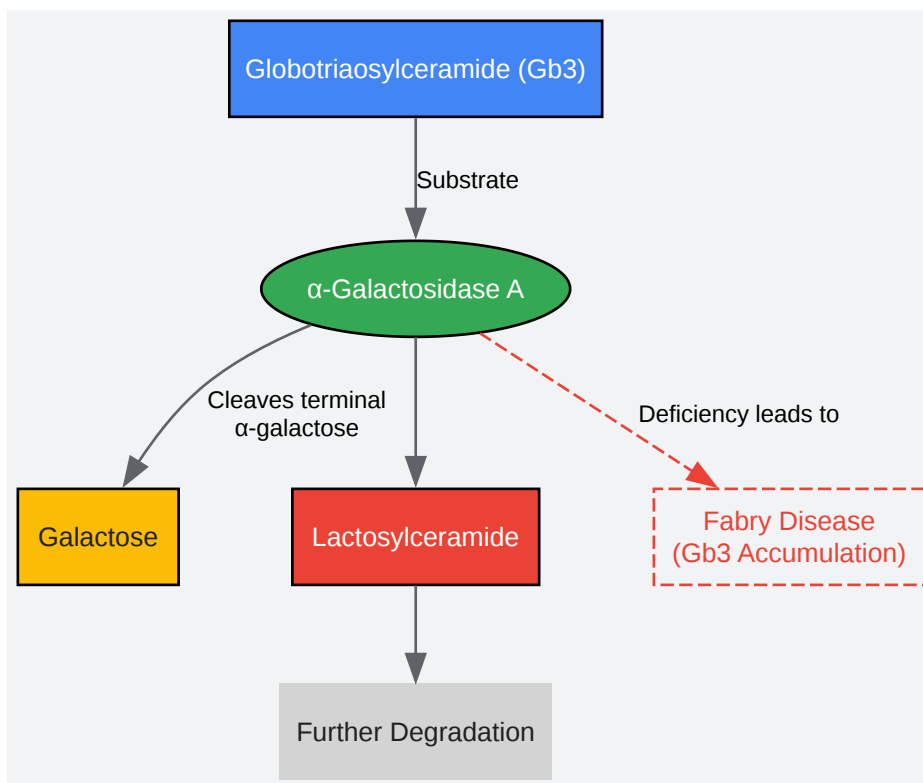 Globotriaosylceramide (Gb3)
Substrate
α-Galactosidase A
Cleaves terminal
α-galactose
Deficiency leads to
Galactose
Lactosylceramide
Fabry Disease
(Gb3 Accumulation)
Further Degradation